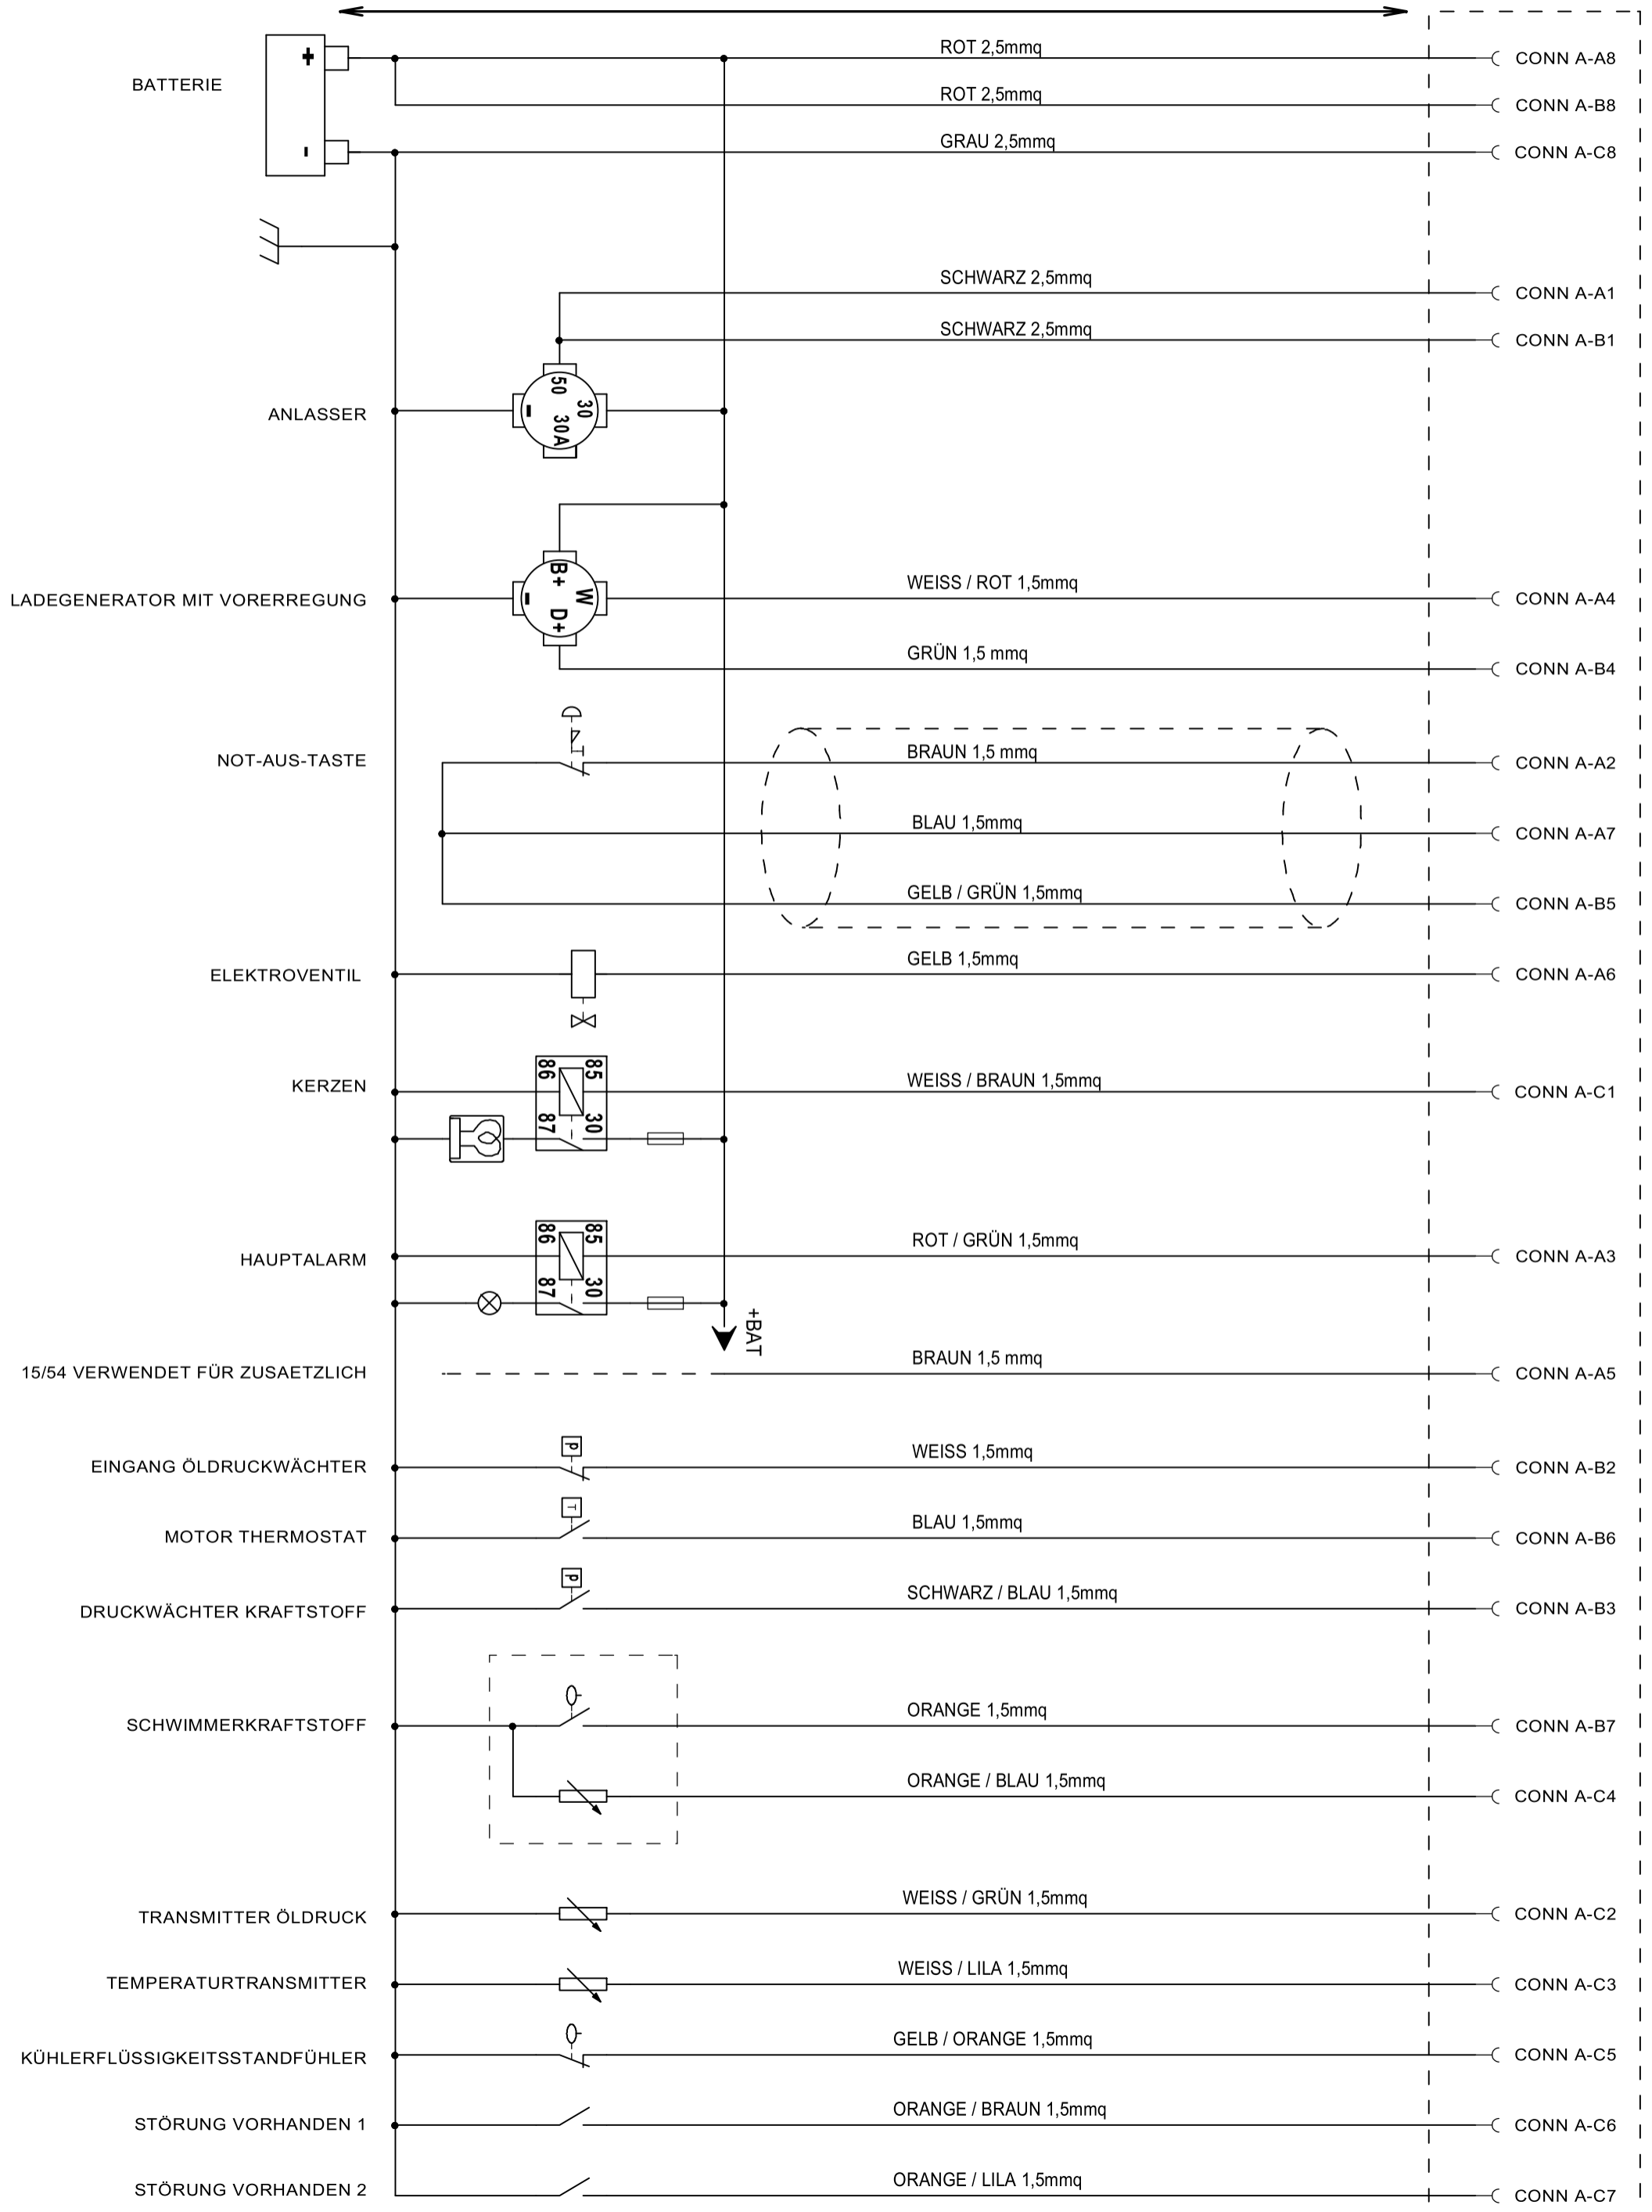 ROT 2,5mmq
CONN A-A8
BATTERIE
+
ROT 2,5mmq
CONN A-B8
-
GRAU 2,5mmq
CONN A-C8
SCHWARZ 2,5mmq
CONN A-A1
SCHWARZ 2,5mmq
CONN A-B1
ANLASSER
50
30
30A
-
LADEGENERATOR MIT VORERREGUNG
B+
W
D+
-
WEISS / ROT 1,5mmq
CONN A-A4
GRÜN 1,5 mmq
CONN A-B4
NOT-AUS-TASTE
BRAUN 1,5 mmq
CONN A-A2
BLAU 1,5mmq
CONN A-A7
GELB / GRÜN 1,5mmq
CONN A-B5
ELEKTROVENTIL
GELB 1,5mmq
CONN A-A6
KERZEN
86
85
87
30
WEISS / BRAUN 1,5mmq
CONN A-C1
HAUPTALARM
86
85
87
30
ROT / GRÜN 1,5mmq
CONN A-A3
+BAT
15/54 VERWENDET FÜR ZUSAETZLICH
BRAUN 1,5 mmq
CONN A-A5
EINGANG ÖLDRUCKWÄCHTER
P
WEISS 1,5mmq
CONN A-B2
MOTOR THERMOSTAT
T
BLAU 1,5mmq
CONN A-B6
DRUCKWÄCHTER KRAFTSTOFF
P
SCHWARZ / BLAU 1,5mmq
CONN A-B3
SCHWIMMERKRAFTSTOFF
ORANGE 1,5mmq
CONN A-B7
ORANGE / BLAU 1,5mmq
CONN A-C4
TRANSMITTER ÖLDRUCK
WEISS / GRÜN 1,5mmq
CONN A-C2
TEMPERATURTRANSMITTER
WEISS / LILA 1,5mmq
CONN A-C3
KÜHLERFLÜSSIGKEITSSTANDFÜHLER
GELB / ORANGE 1,5mmq
CONN A-C5
STÖRUNG VORHANDEN 1
ORANGE / BRAUN 1,5mmq
CONN A-C6
STÖRUNG VORHANDEN 2
ORANGE / LILA 1,5mmq
CONN A-C7